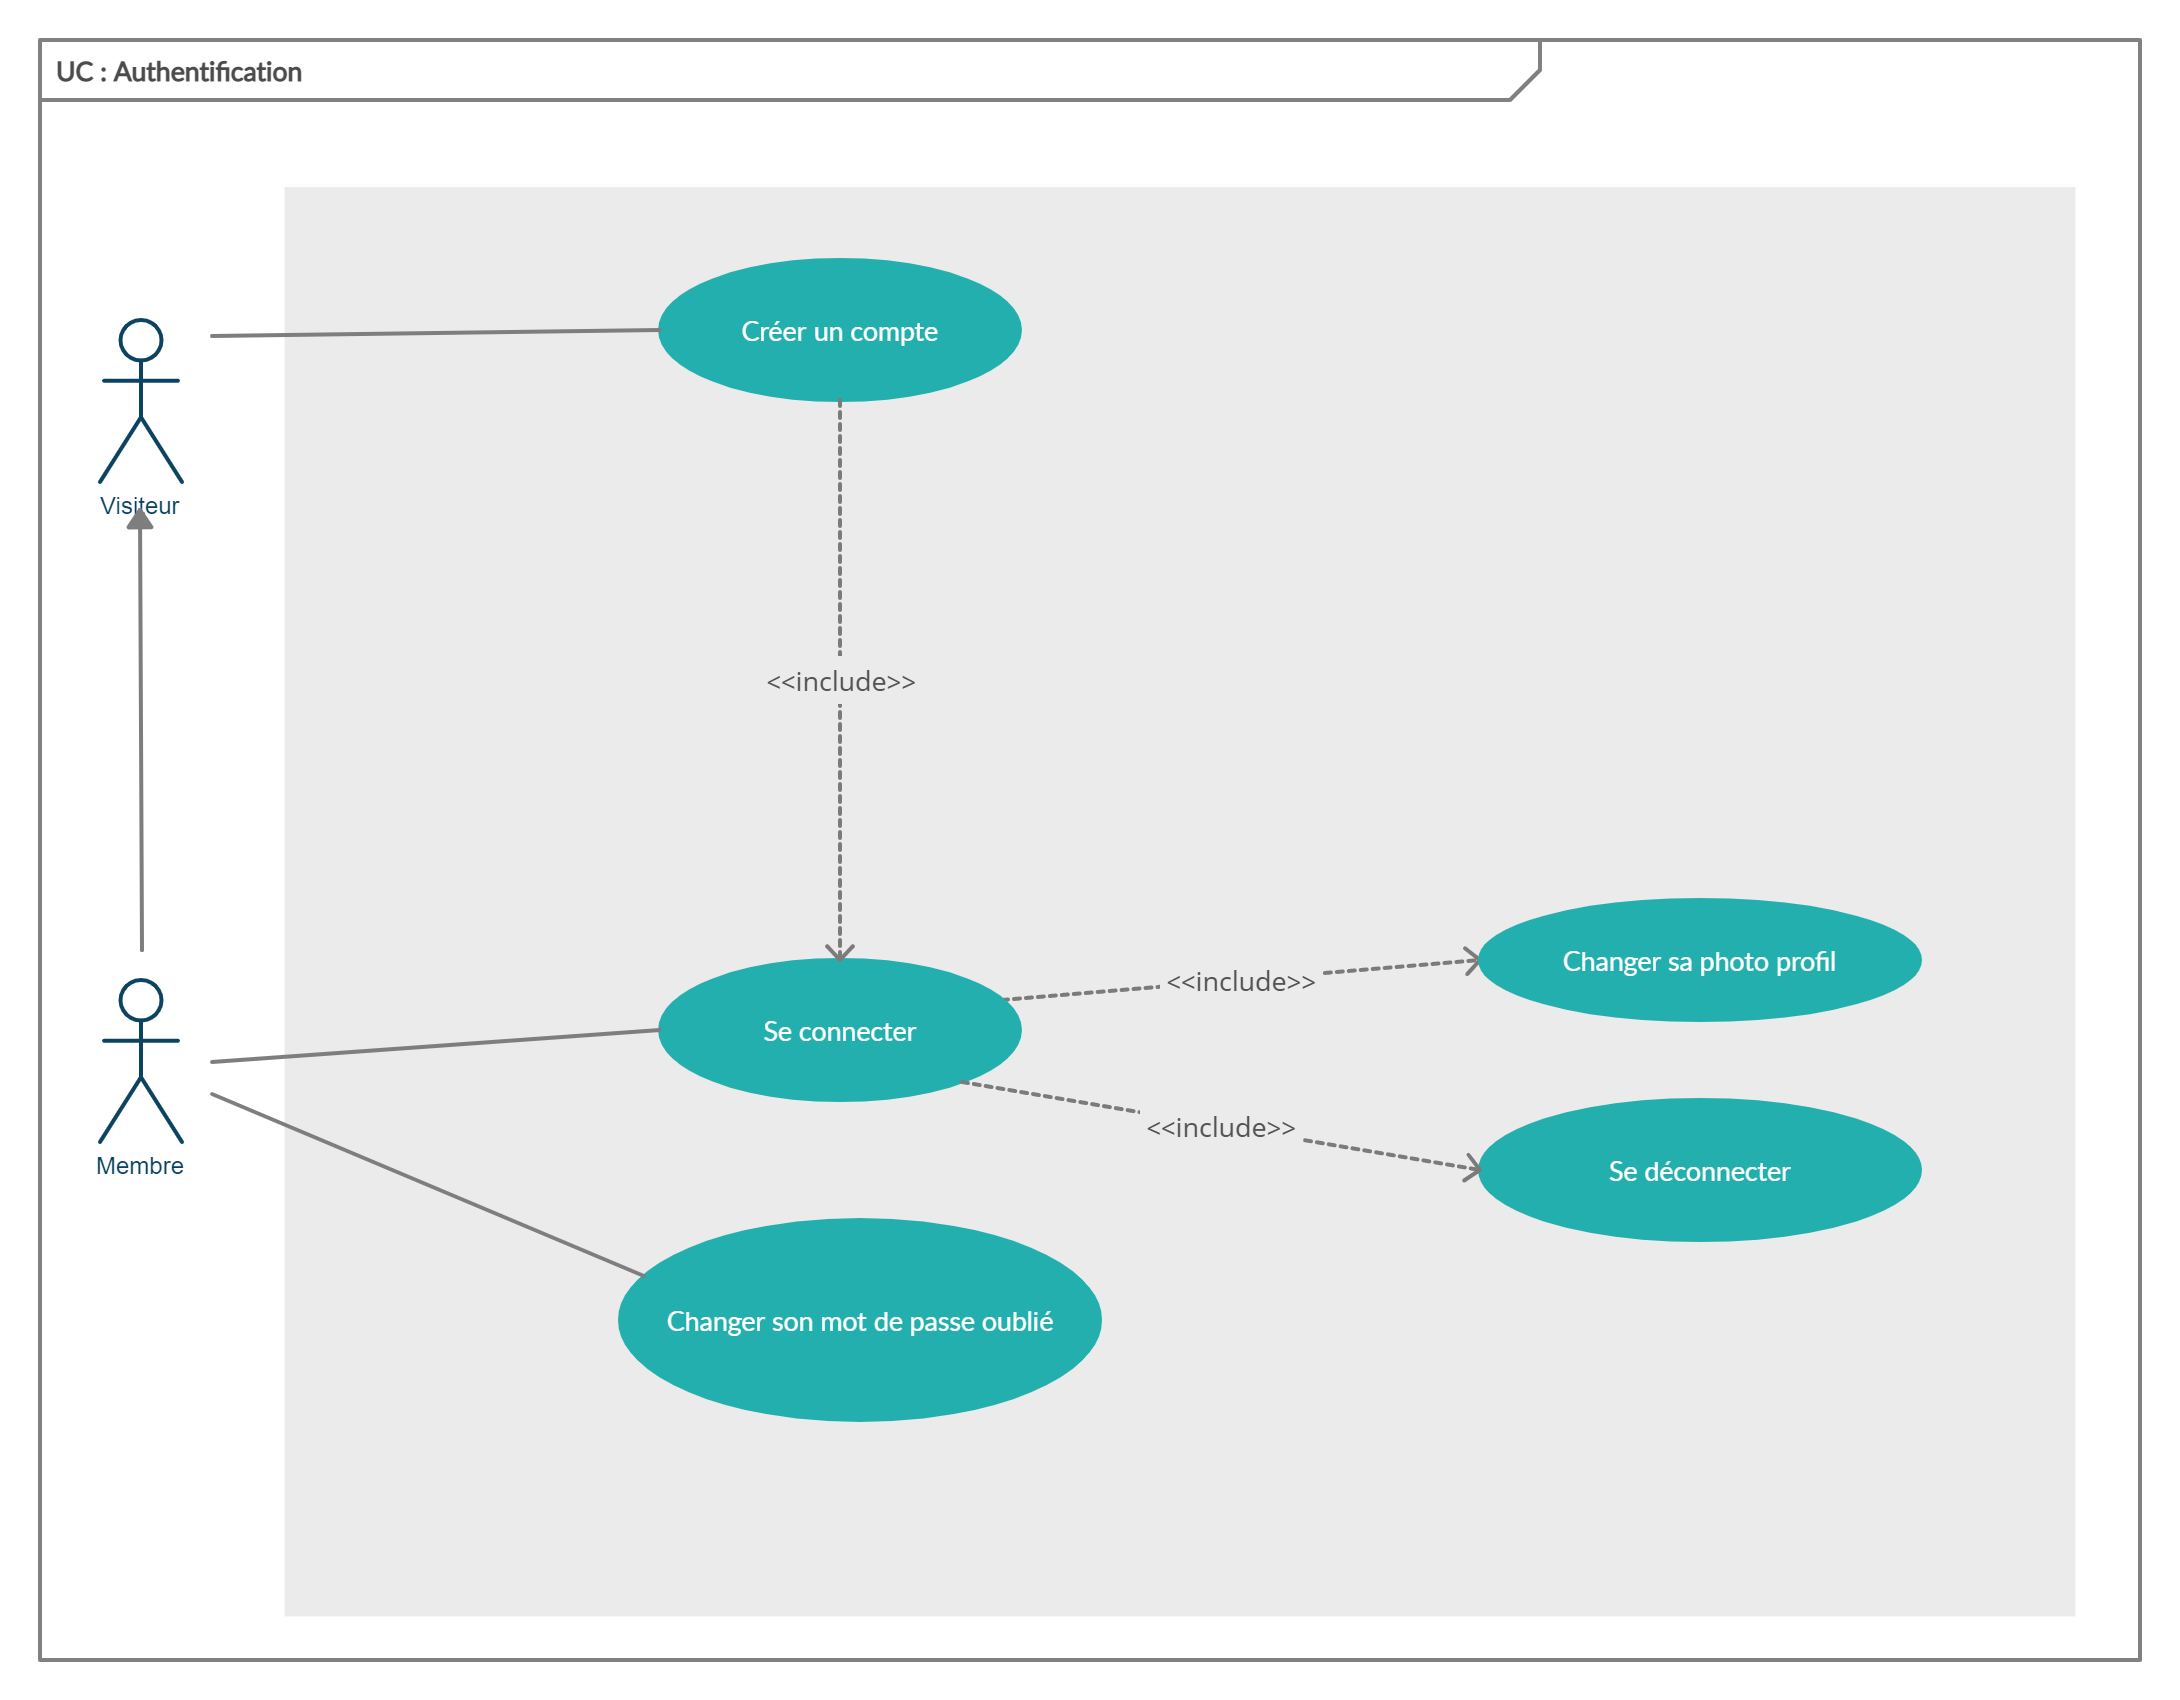 UC : Authentification
Créer un compte
Visiteur
<<include>>
Changer sa photo profil
<<include>>
Se connecter
<<include>>
Se déconnecter
Membre
Changer son mot de passe oublié